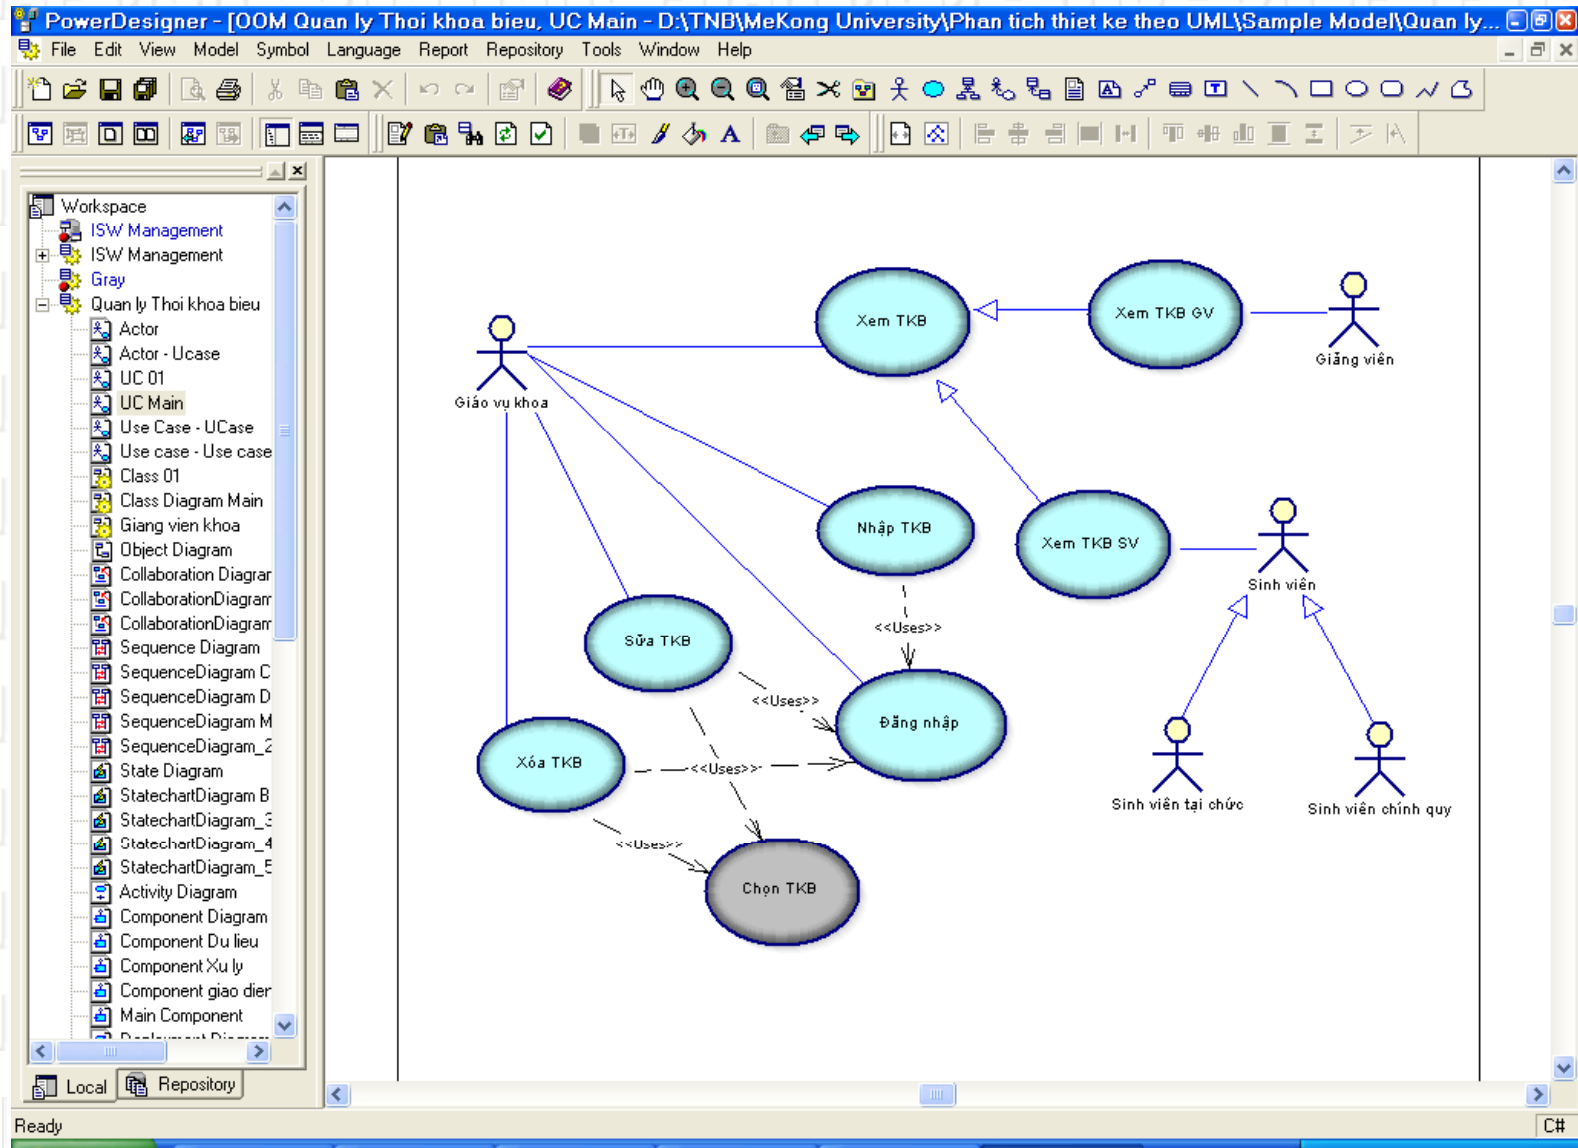 PowerDesigner - [OOM Quan ly Thoi khoa bieu, UC Main - D:\TNB\MeKong University\Phan tich thiet ke theo UML\Sample Model\Quan ly...
File Edit View Model Symbol Language Report Repository Tools Window Help
Workspace
ISW Management
ISW Management
Gray
Quan ly Thoi khoa bieu
Actor
Actor - Ucase
UC 01
UC Main
Use Case - UCase
Use case - Use case
Class 01
Class Diagram Main
Giang vien khoa
Object Diagram
Collaboration Diagrar
CollaborationDiagram
CollaborationDiagram
Sequence Diagram
SequenceDiagram C
SequenceDiagram D
SequenceDiagram M
SequenceDiagram_2
State Diagram
StatechartDiagram B
StatechartDiagram_3
StatechartDiagram_4
StatechartDiagram_5
Activity Diagram
Component Diagram
Component Du lieu
Component Xu ly
Component giao dier
Main Component
Local Repository
Ready
C#
Giáo vụ khoa
Xem TKB
Xem TKB GV
Giảng viên
Nhập TKB
Xem TKB SV
Sinh viên
<<Uses>>
Sữa TKB
<<Uses>>
Đăng nhập
Xóa TKB
<<Uses>>
Sinh viên tại chức
Sinh viên chính quy
<<Uses>>
Chọn TKB